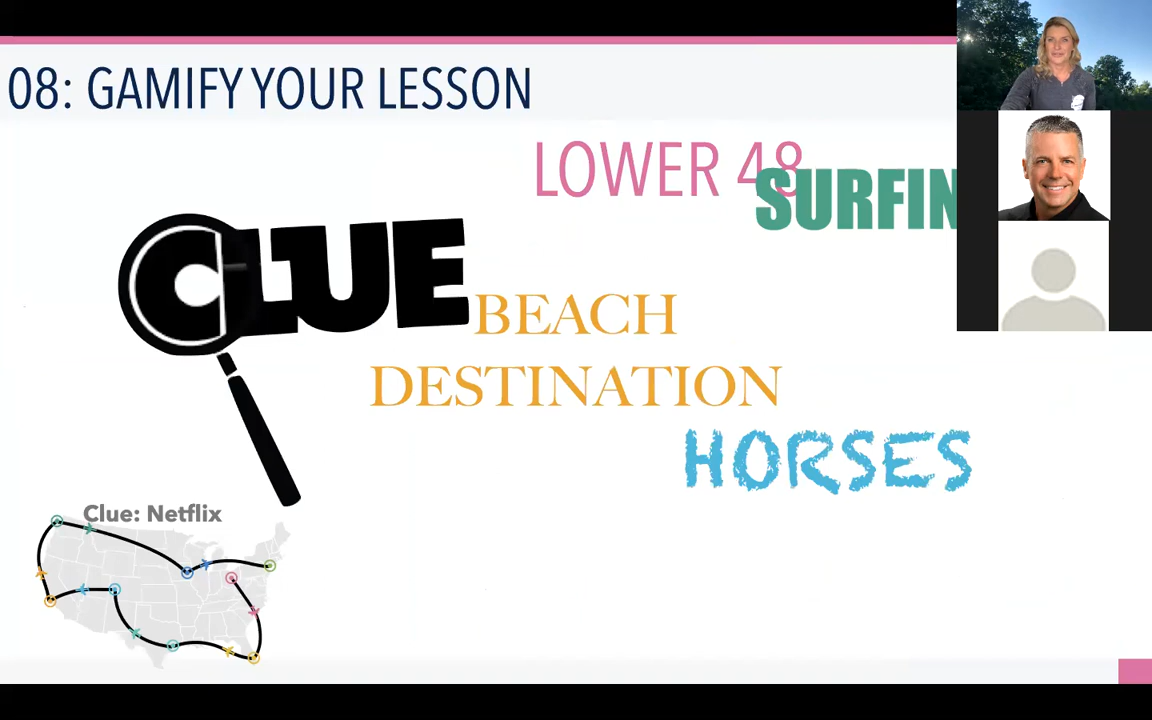 08: GAMIFY YOUR LESSON
LOWER 48
SURFIN
CLUE
BEACH
DESTINATION
HORSES
Clue: Netflix